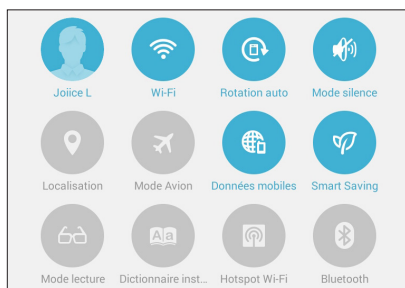 Joiice L
Wi-Fi
Rotation auto
Mode silence
Localisation
Mode Avion
Données mobiles
Smart Saving
Mode lecture
Dictionnaire inst...
Hotspot Wi-Fi
Bluetooth